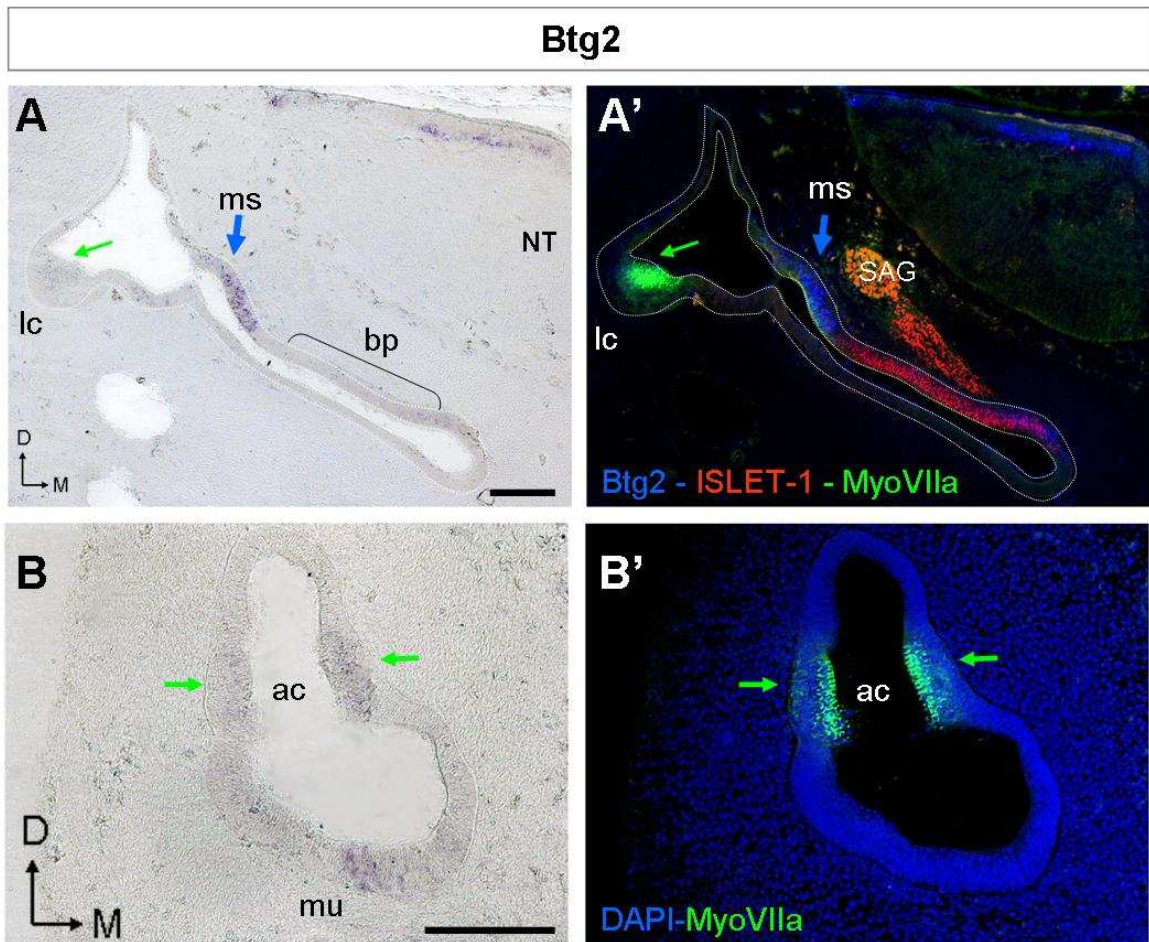 Btg2
A
ms
NT
lc
bp
D
M
A'
ms
SAG
lc
Btg2 - ISLET-1 - MyoVIIa
B
ac
D
M
mu
B'
ac
DAPI-MyoVIIa